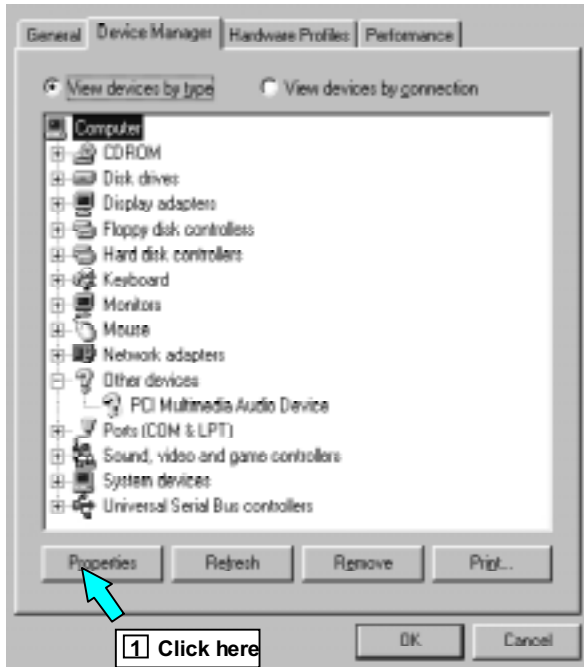 General Device Manager Hardware Profiles Performance
View devices by type View devices by connection
Computer
CDROM
Disk drives
Display adapters
Floppy disk controllers
Hard disk controllers
Keyboard
Monitors
Mouse
Network adapters
Other devices
PCI Multimedia Audio Device
Ports (COM & LPT)
Sound, video and game controllers
System devices
Universal Serial Bus controllers
Properties Refresh Remove Print...
1 Click here
OK Cancel